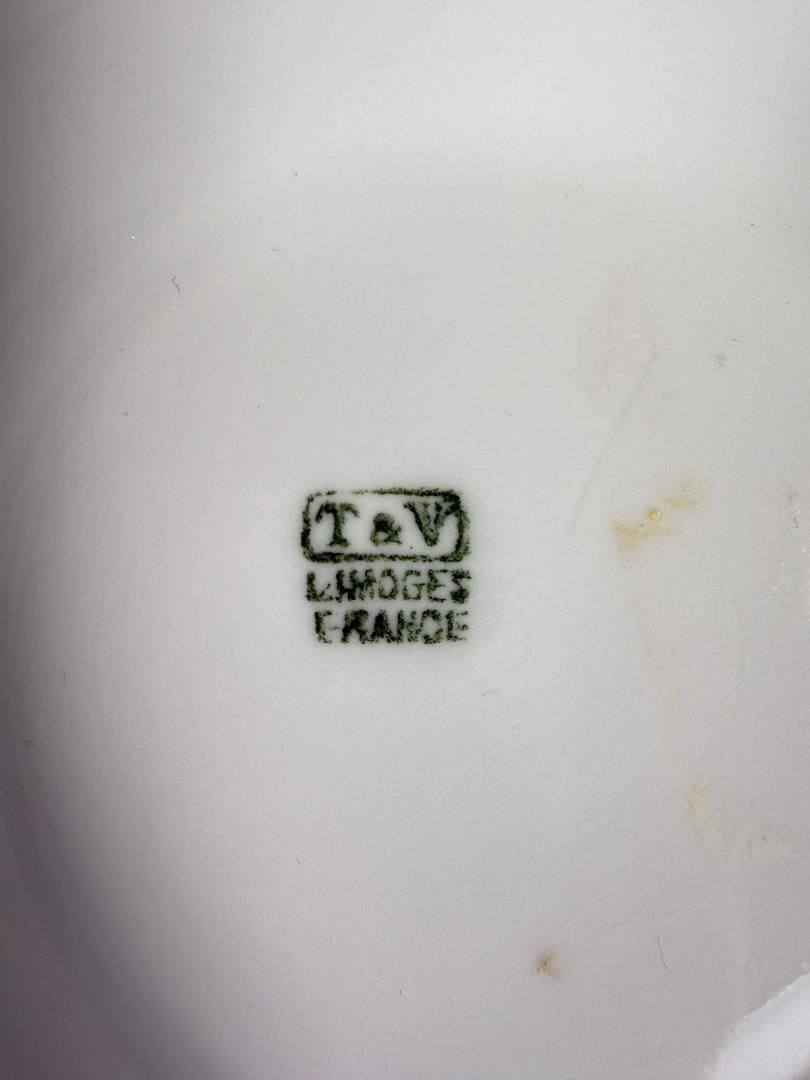 T & V
LIMOGES
FRANCE